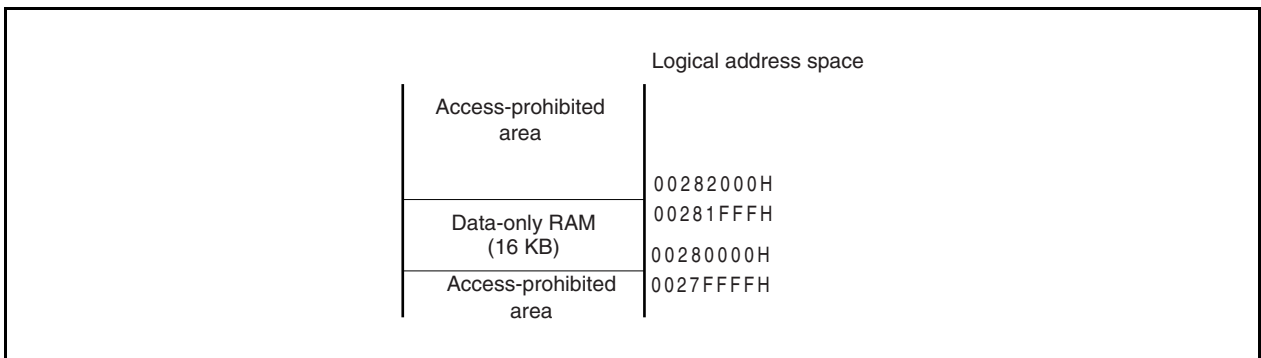 Logical address space
Access-prohibited
area
00282000H
00281FFFH
Data-only RAM
(16 KB)
00280000H
Access-prohibited
area
0027FFFFH